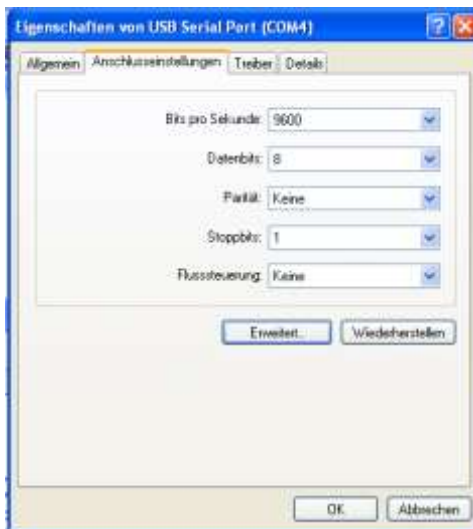 Eigenschaften von USB Serial Port (COM4)
Allgemein Anschlusseinstellungen Treiber Details
Bits pro Sekunde: 9600
Datenbits: 8
Parität: Keine
Stoppbits: 1
Flusssteuerung: Keine
Erweitert... Wiederherstellen
OK Abbrechen